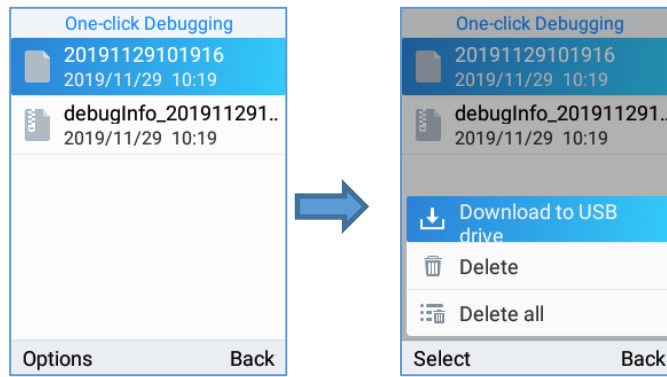 One-click Debugging
20191129101916
2019/11/29 10:19
debugInfo_201911291..
2019/11/29 10:19
Options Back
One-click Debugging
20191129101916
2019/11/29 10:19
debugInfo_201911291..
2019/11/29 10:19
Download to USB
drive
Delete
Delete all
Select Back